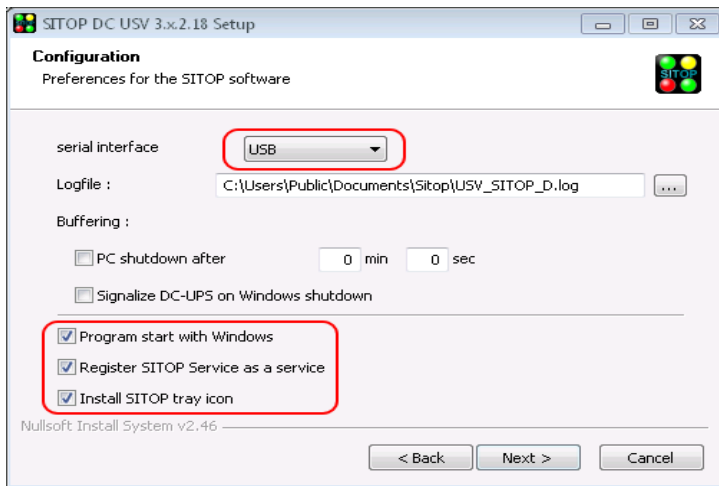 SITOP DC USV 3.x.2.18 Setup
Configuration
Preferences for the SITOP software
SITOP
serial interface
USB
Logfile :
C:\Users\Public\Documents\Sitop\USV_SITOP_D.log
...
Buffering :
PC shutdown after
0 min
0 sec
Signalize DC-UPS on Windows shutdown
Program start with Windows
Register SITOP Service as a service
Install SITOP tray icon
Nullsoft Install System v2.46
< Back
Next >
Cancel